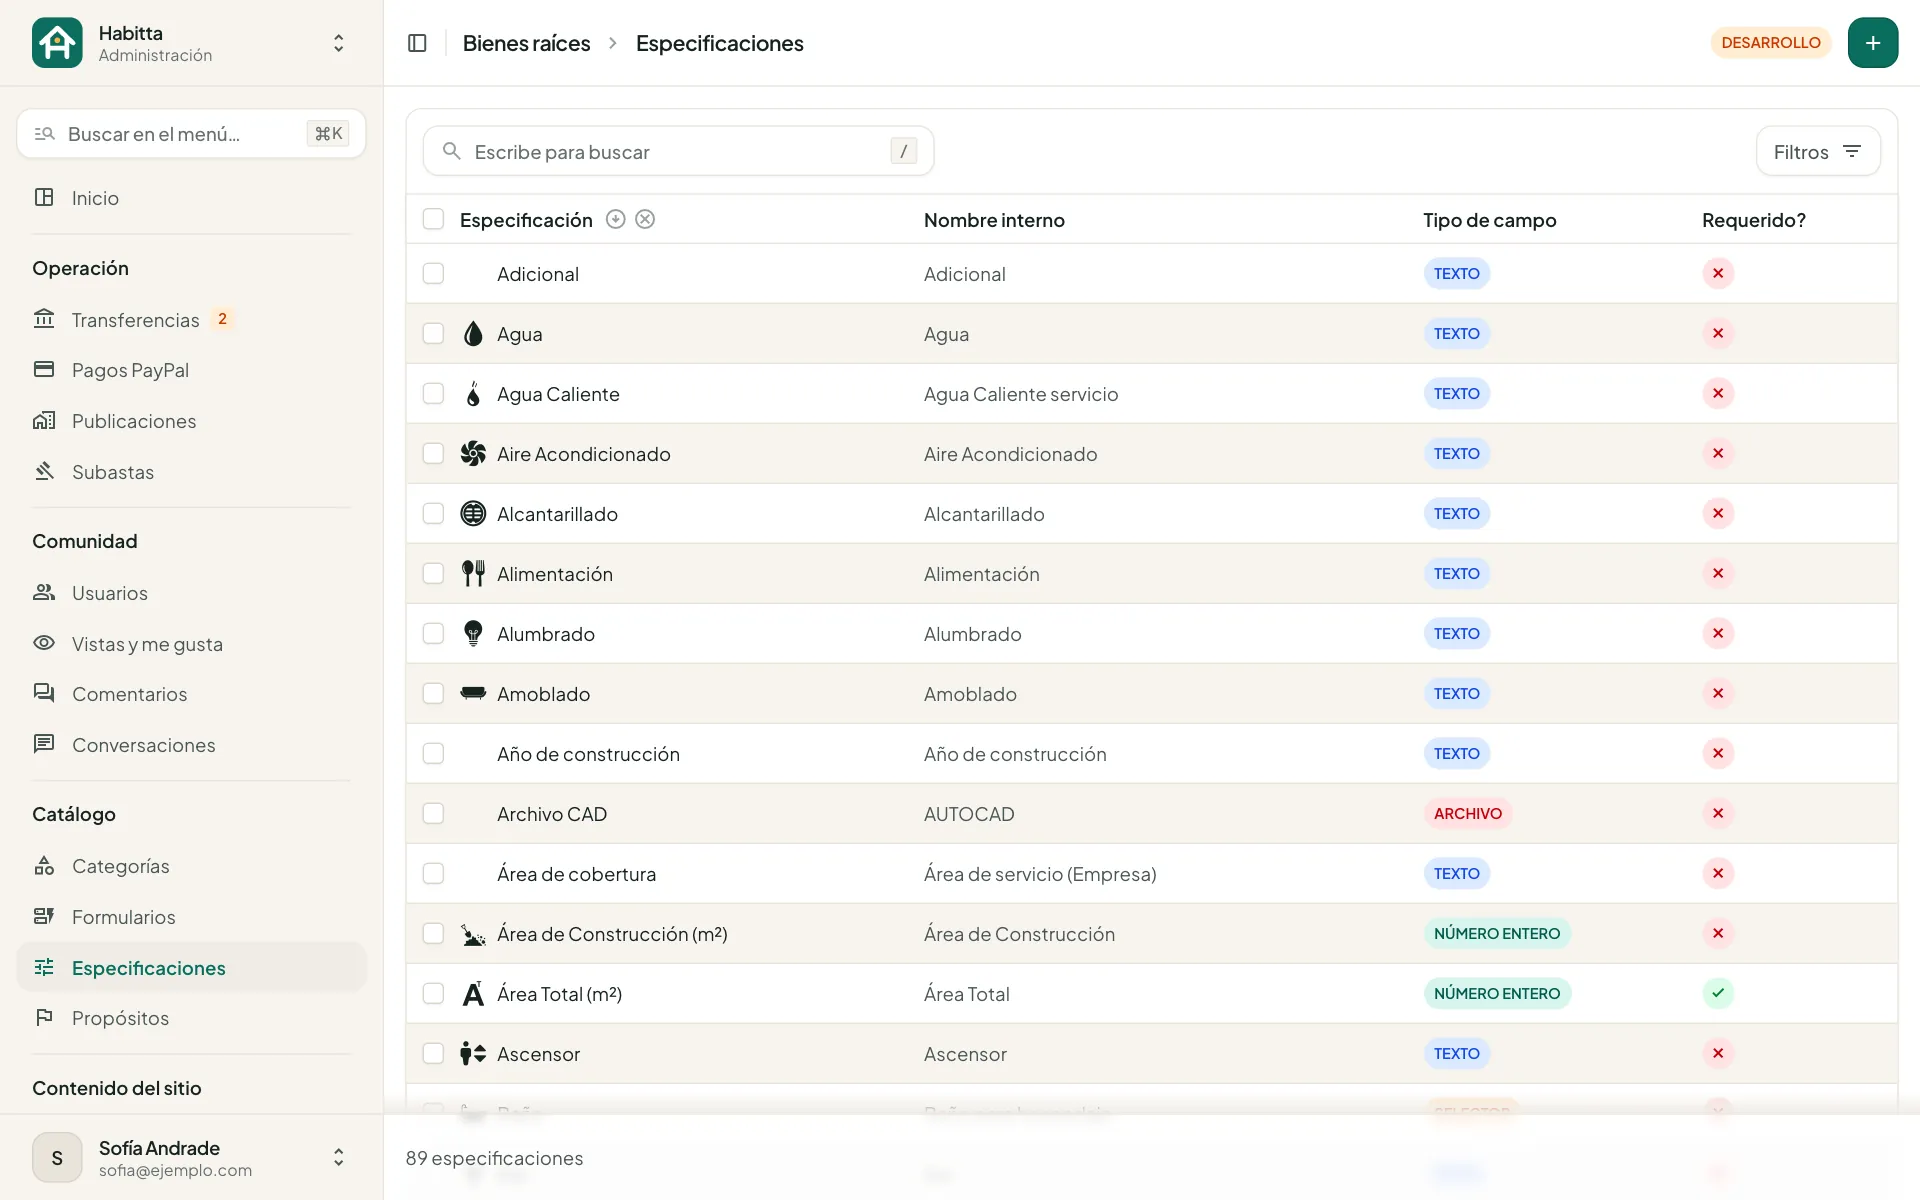 Habitta
Administración
Buscar en el menú...
⌘K
Inicio
Operación
Transferencias 2
Pagos PayPal
Publicaciones
Subastas
Comunidad
Usuarios
Vistas y me gusta
Comentarios
Conversaciones
Catálogo
Categorías
Formularios
Especificaciones
Propósitos
Contenido del sitio
S
Sofía Andrade
sofia@ejemplo.com
Bienes raíces > Especificaciones
DESARROLLO
+
Escribe para buscar /
Filtros
Especificación Nombre interno Tipo de campo Requerido?
Adicional Adicional TEXTO
Agua Agua TEXTO
Agua Caliente Agua Caliente servicio TEXTO
Aire Acondicionado Aire Acondicionado TEXTO
Alcantarillado Alcantarillado TEXTO
Alimentación Alimentación TEXTO
Alumbrado Alumbrado TEXTO
Amoblado Amoblado TEXTO
Año de construcción Año de construcción TEXTO
Archivo CAD AUTOCAD ARCHIVO
Área de cobertura Área de servicio (Empresa) TEXTO
Área de Construcción (m²) Área de Construcción NÚMERO ENTERO
Área Total (m²) Área Total NÚMERO ENTERO
Ascensor Ascensor TEXTO
SELECTOR
89 especificaciones